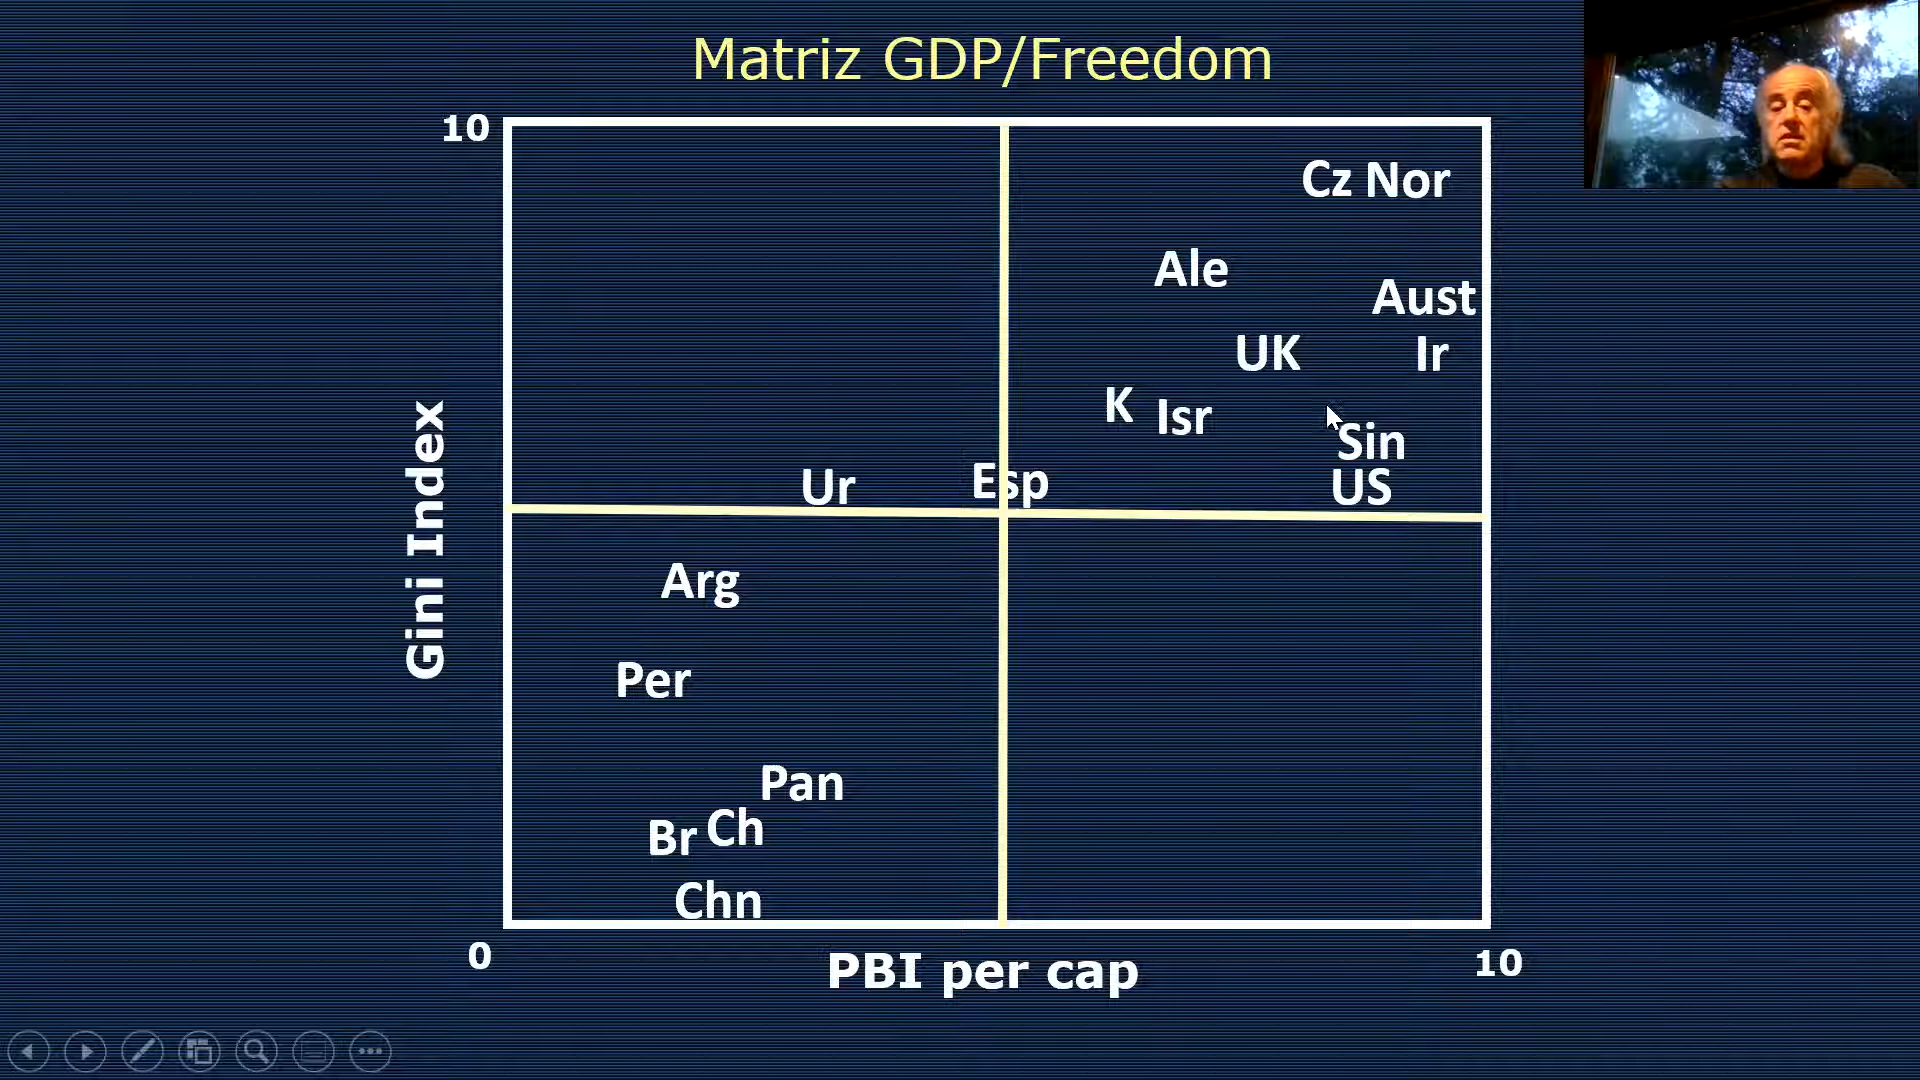 Matriz GDP/Freedom
10
Cz Nor
Ale
Aust
UK
Ir
K
Isr
Sin
Ur
Esp
US
Gini Index
Arg
Per
Pan
Br
Ch
Chn
0
PBI per cap
10